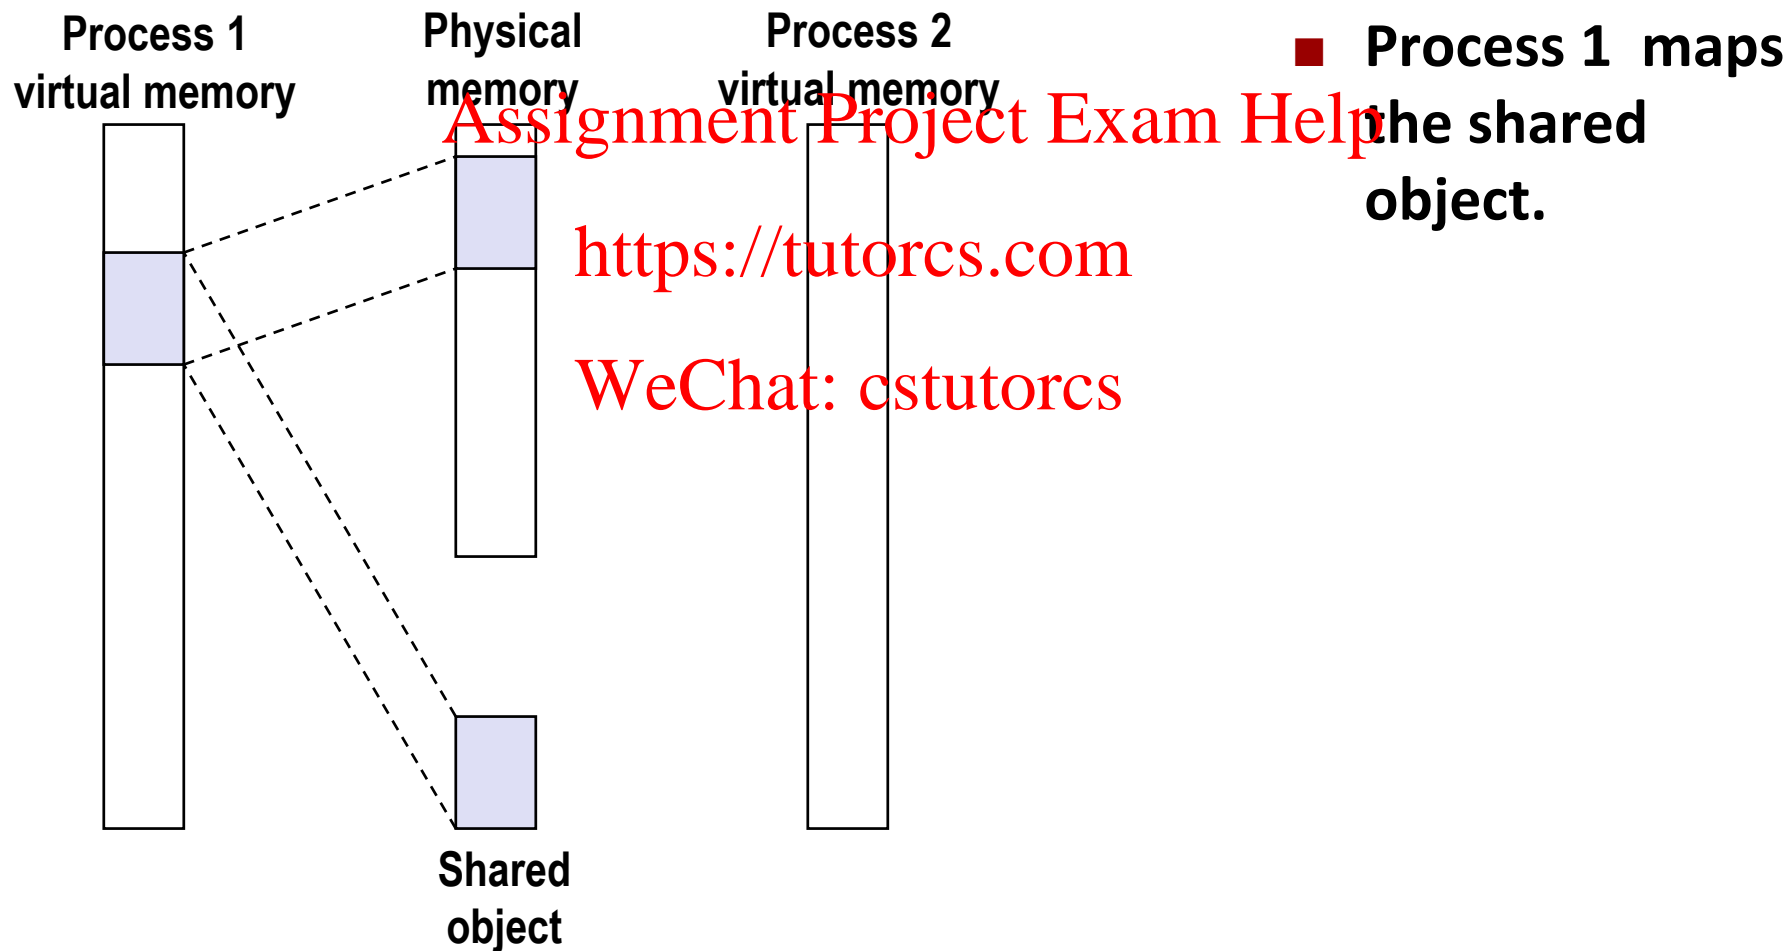 Process 1
virtual memory
Physical
memory
Process 2
virtual memory
■ Process 1 maps
the shared
object.
Assignment Project Exam Help
https://tutorcs.com
WeChat: cstutorcs
Shared
object